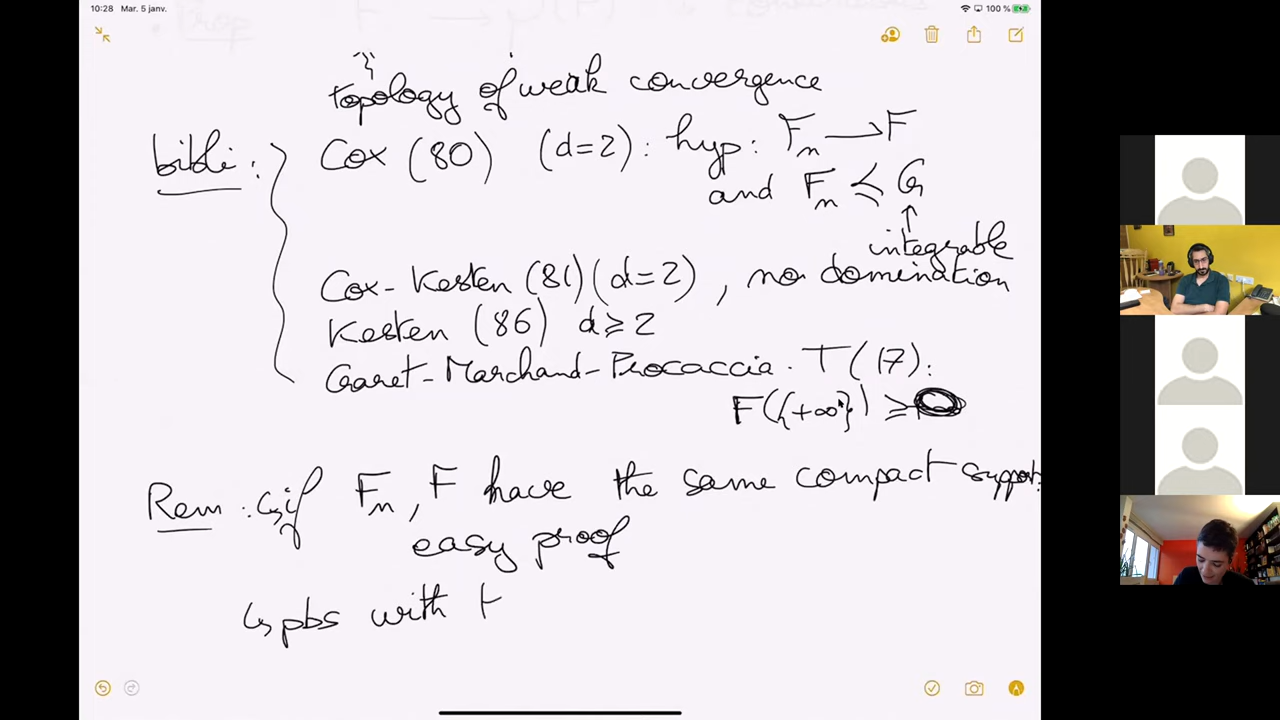 10:28 Mar. 5 janv.
100 %
topology of weak convergence
bibli : Cox (80) (d=2) : hyp : Fₙ → F
and Fₙ ≼ G
↑
integrable
Cox-Kesten (81) (d=2) , no domination
Kesten (86) d ≥ 2
Garet-Marchand-Procaccia. T (17) :
F({+∞}) ≥
Rem : ↳ if Fₙ, F have the same compact support.
easy proof
↳ pbs with